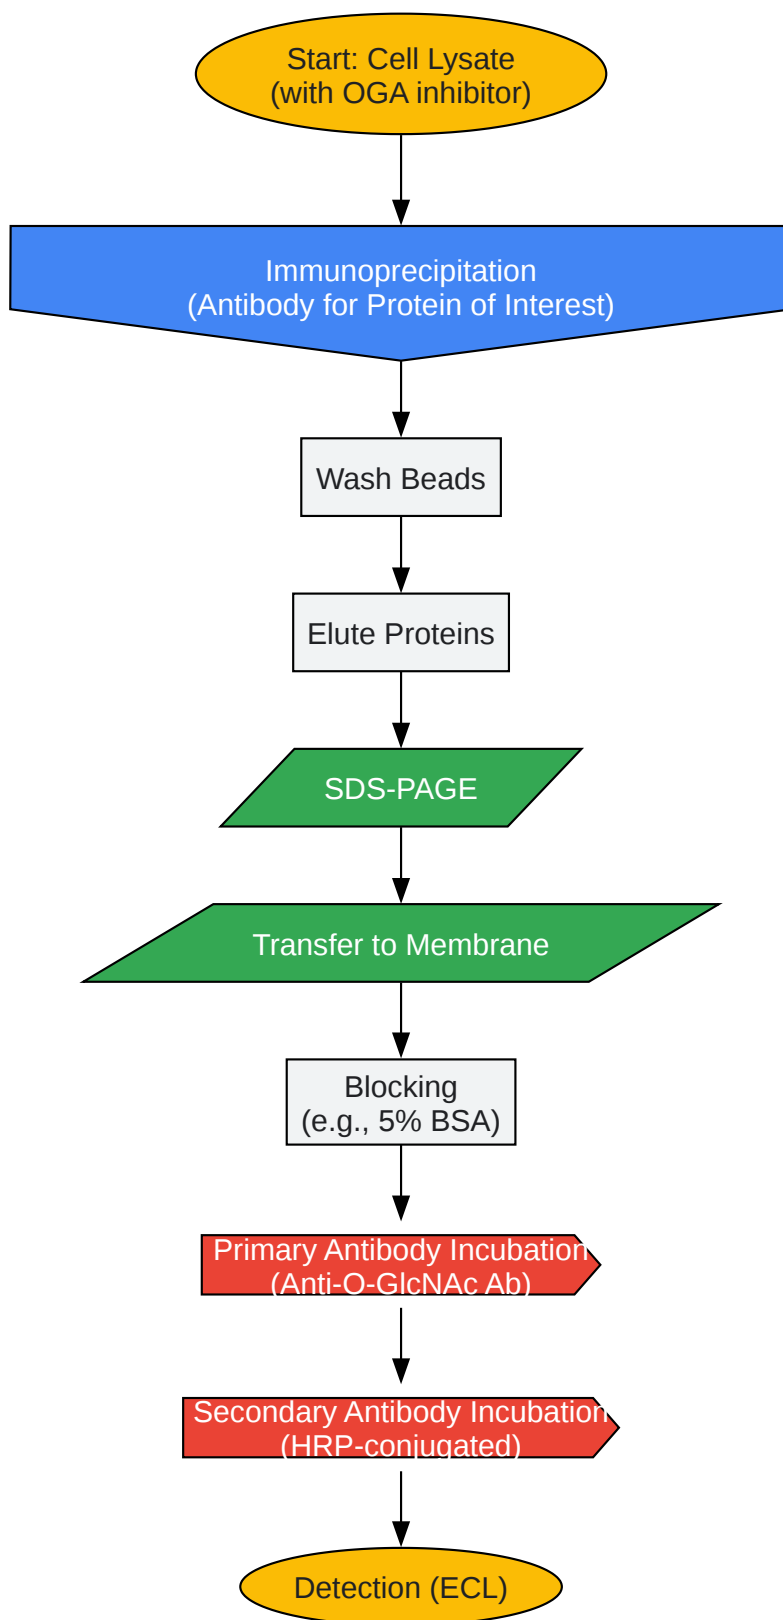 Start: Cell Lysate
(with OGA inhibitor)
Immunoprecipitation
(Antibody for Protein of Interest)
Wash Beads
Elute Proteins
SDS-PAGE
Transfer to Membrane
Blocking
(e.g., 5% BSA)
Primary Antibody Incubation
(Anti-O-GlcNAc Ab)
Secondary Antibody Incubation
(HRP-conjugated)
Detection (ECL)